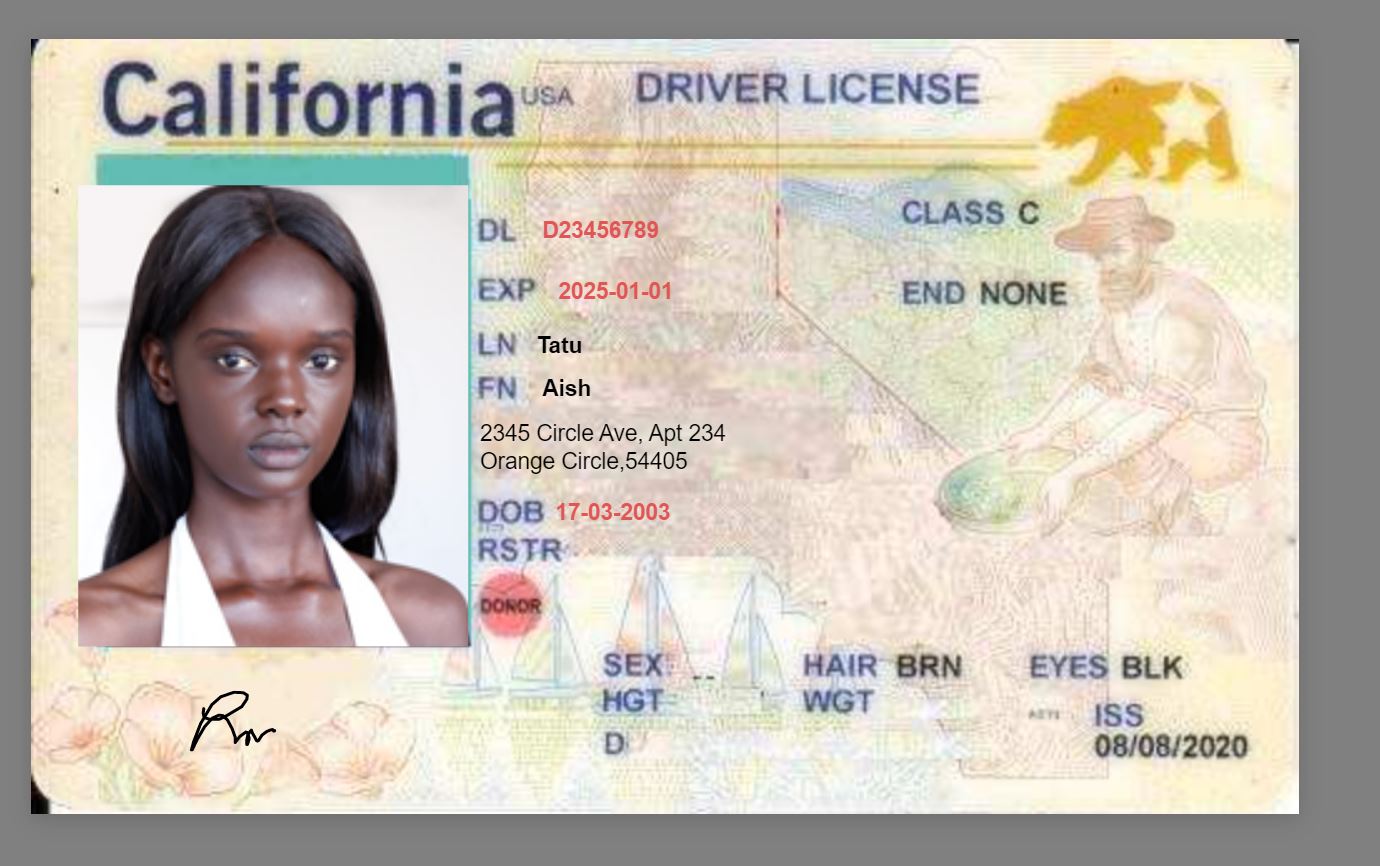 California USA DRIVER LICENSE
DL D23456789
CLASS C
EXP 2025-01-01
END NONE
LN Tatu
FN Aish
2345 Circle Ave, Apt 234
Orange Circle,54405
DOB 17-03-2003
RSTR
DONOR
SEX HAIR BRN EYES BLK
HGT WGT
ISS
D 08/08/2020